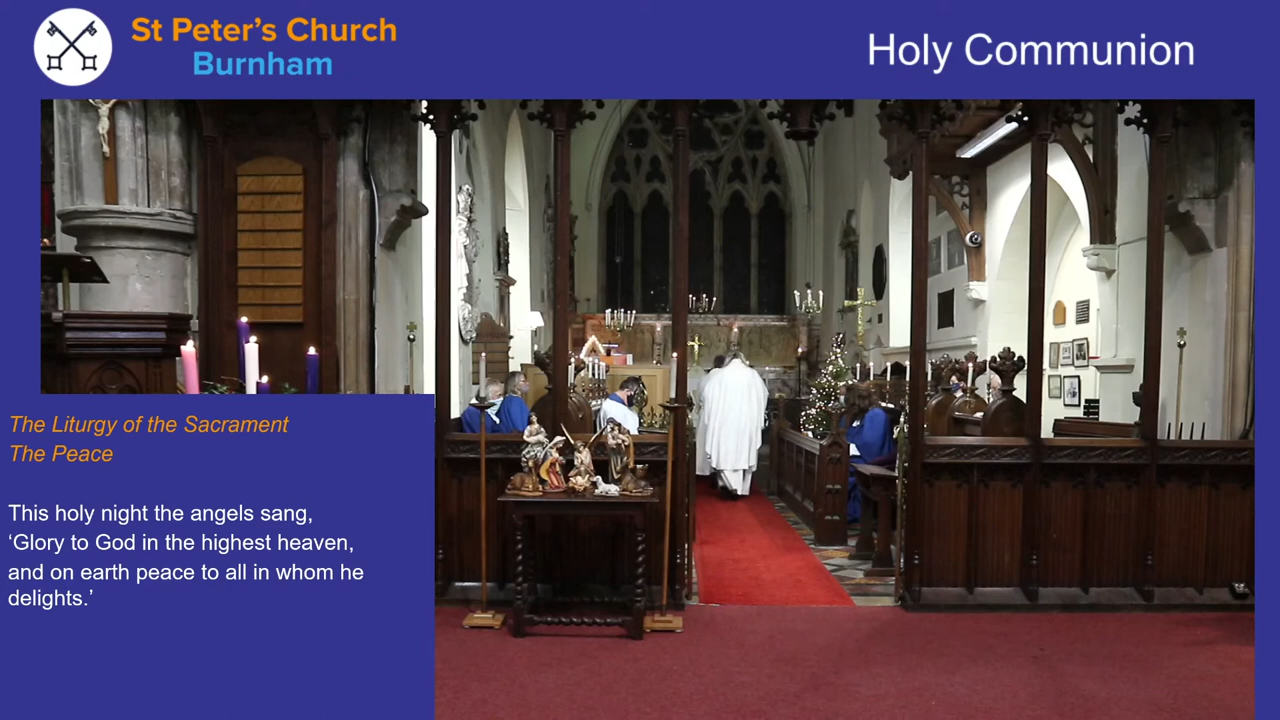 St Peter's Church
Burnham
Holy Communion
The Liturgy of the Sacrament
The Peace
This holy night the angels sang,
‘Glory to God in the highest heaven,
and on earth peace to all in whom he
delights.’